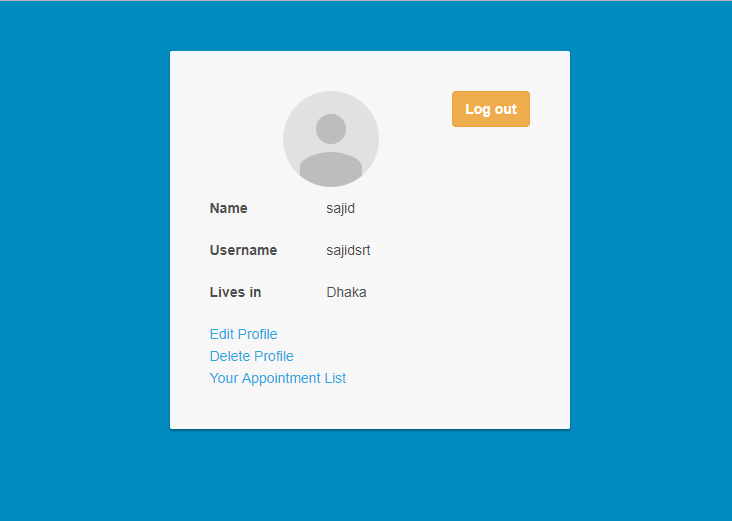 Log out
Name sajid
Username sajidsrt
Lives in Dhaka
Edit Profile
Delete Profile
Your Appointment List